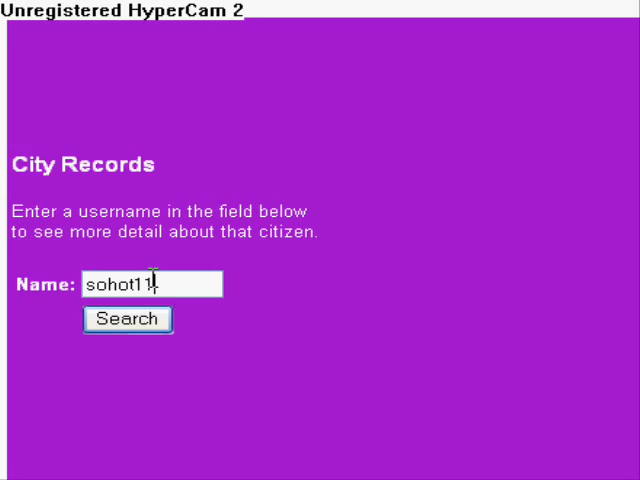 Unregistered HyperCam 2
City Records
Enter a username in the field below
to see more detail about that citizen.
Name: sohot11
Search